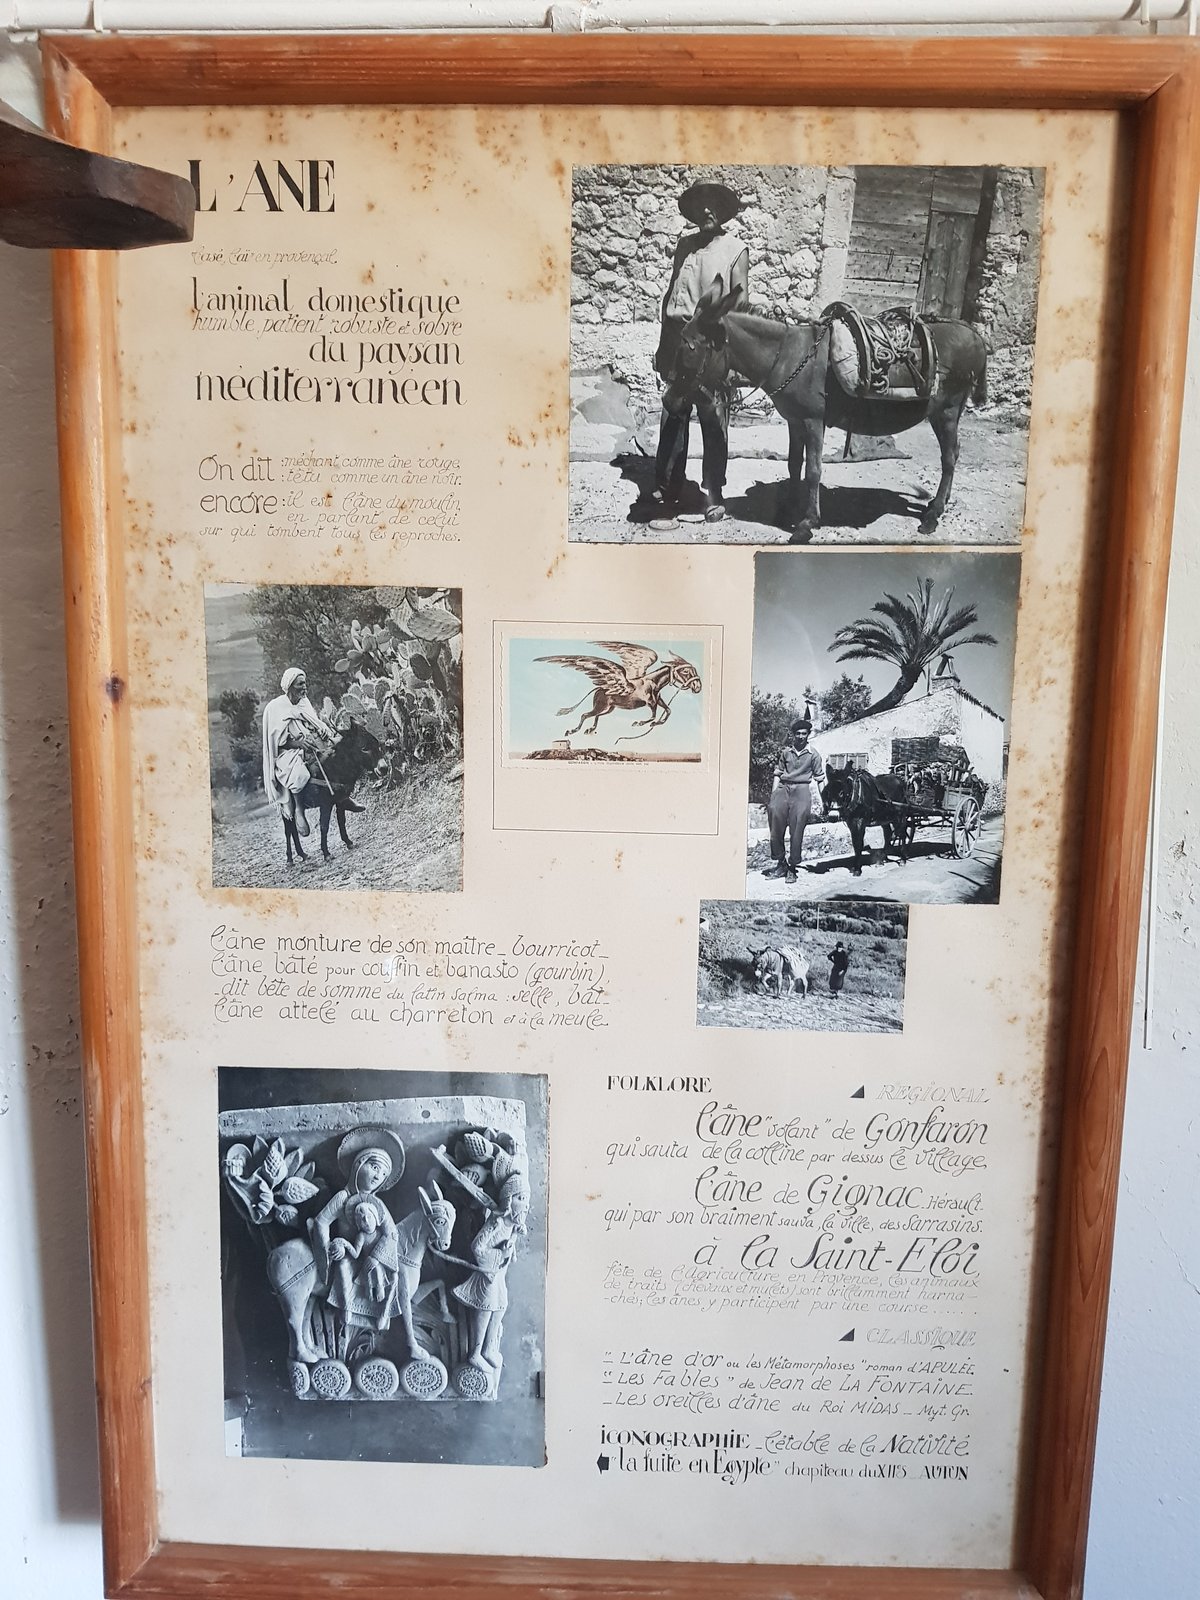 L'ANE
l'asé, l'aï en provençal.
l'animal domestique
humble, patient robuste et sobre
du paysan
méditerranéen
On dit : méchant comme âne rouge,
: têtu comme un âne noir.
encore : il est l'âne du moulin,
en parlant de celui
sur qui tombent tous les reproches.
GONFARON
L'âne monture de son maître _ bourricot _
L'âne bâté pour couffin et banasto (gourbin)
_ dit bête de somme du latin salma : selle, bât _
L'âne attelé au charreton et à la meule.
FOLKLORE
REGIONAL
L'âne "volant" de Gonfaron
qui sauta de la colline par dessus le village,
L'âne de Gignac. Hérault-
qui par son braiment sauva, la ville, des Sarrasins.
à la Saint-Eloi,
fête de l'Agriculture en Provence, les animaux
de traits (chevaux et mulets) sont brillamment harna-
-chés; les ânes y participent par une course .......
CLASSIQUE
" L'âne d'or ou les Métamorphoses " roman d'APULÉE.
" Les Fables " de Jean de LA FONTAINE.
_ Les oreilles d'âne du Roi MIDAS _ Myt. Gr.
iCONOGRAPHiE _ L'étable de la Nativité
"la fuite en Egypte" chapiteau du XIIS _ AUTUN